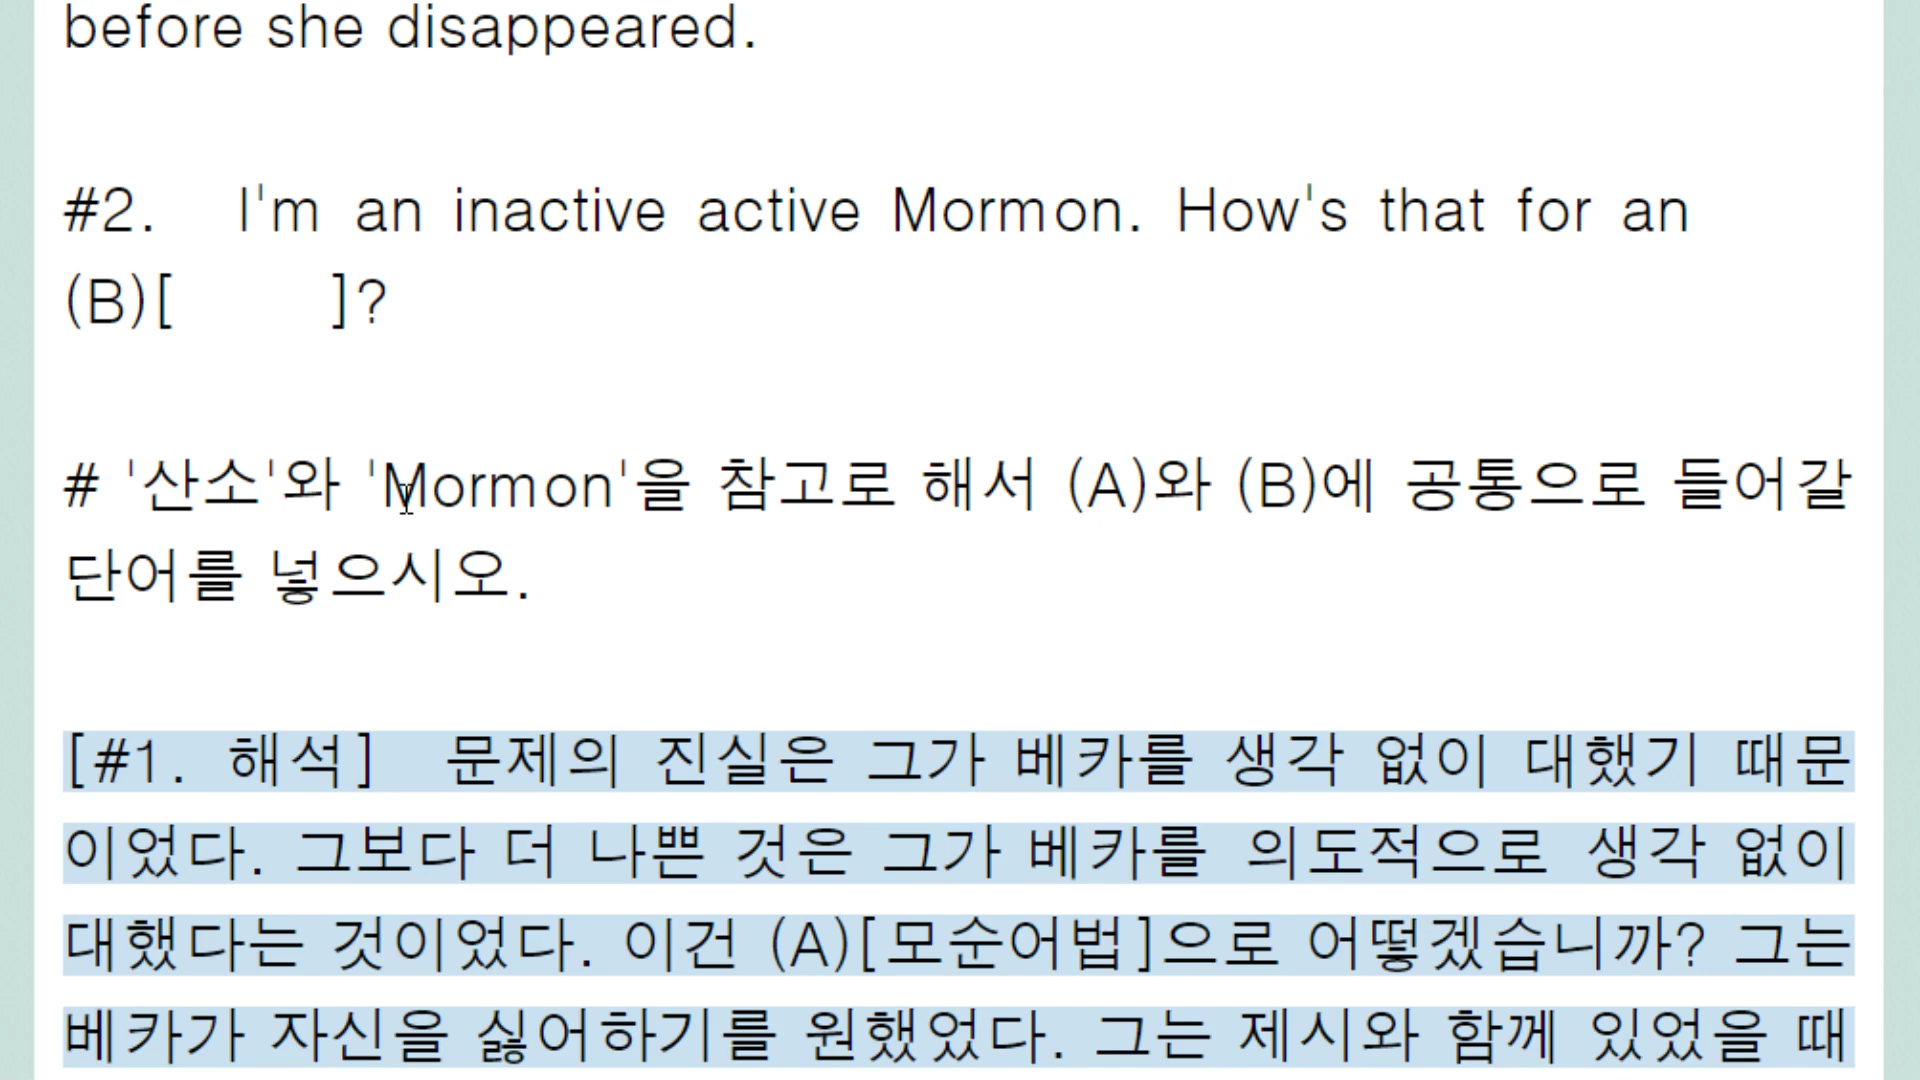 before she disappeared.
#2. I'm an inactive active Mormon. How's that for an
(B)[ ]?
# '산소'와 'Mormon'을 참고로 해서 (A)와 (B)에 공통으로 들어갈
단어를 넣으시오.
[#1. 해석] 문제의 진실은 그가 베카를 생각 없이 대했기 때문
이었다. 그보다 더 나쁜 것은 그가 베카를 의도적으로 생각 없이
대했다는 것이었다. 이건 (A)[모순어법]으로 어떻겠습니까? 그는
베카가 자신을 싫어하기를 원했었다. 그는 제시와 함께 있었을 때